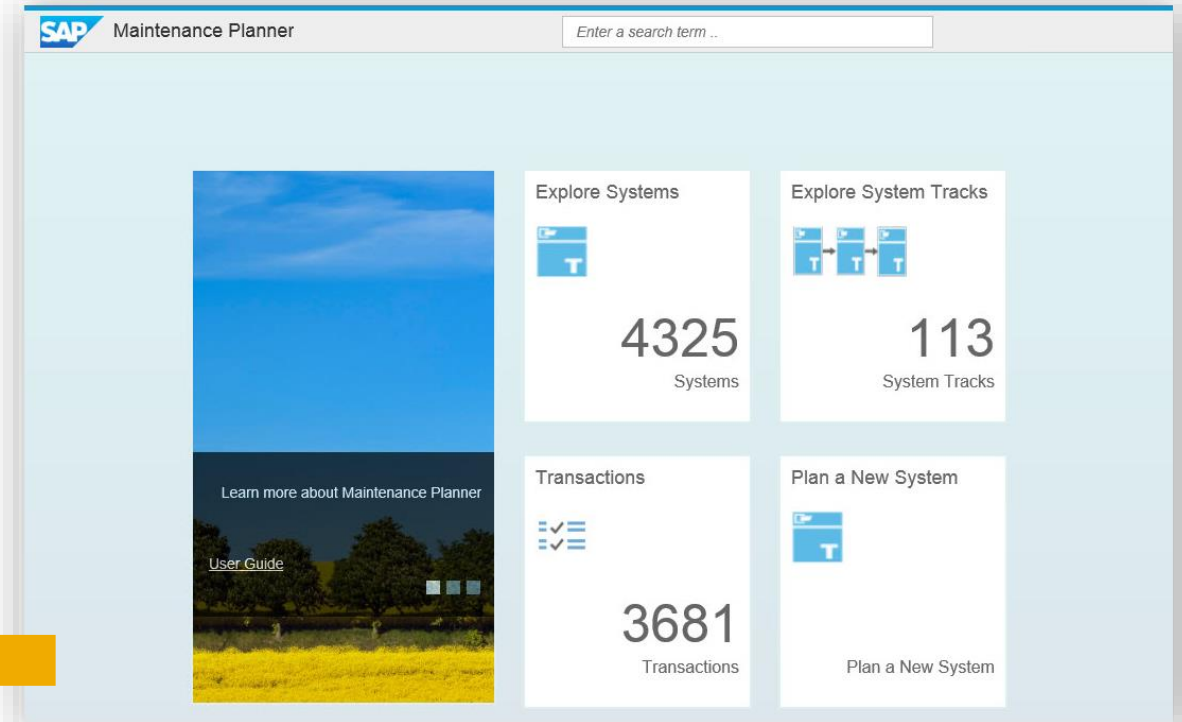 SAP Maintenance Planner
Enter a search term ..
Explore Systems
4325
Systems
Explore System Tracks
113
System Tracks
Learn more about Maintenance Planner
User Guide
Transactions
3681
Transactions
Plan a New System
Plan a New System